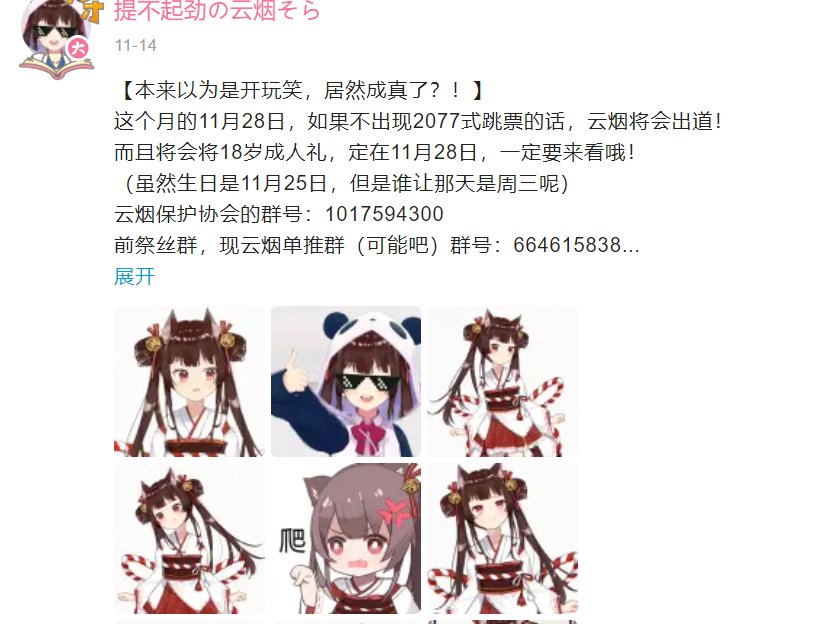 提不起劲の云烟そら
大
11-14
【本来以为是开玩笑，居然成真了？！】
这个月的11月28日，如果不出现2077式跳票的话，云烟将会出道！
而且将会将18岁成人礼，定在11月28日，一定要来看哦！
（虽然生日是11月25日，但是谁让那天是周三呢）
云烟保护协会的群号：1017594300
前祭丝群，现云烟单推群（可能吧）群号：664615838...
展开
爬